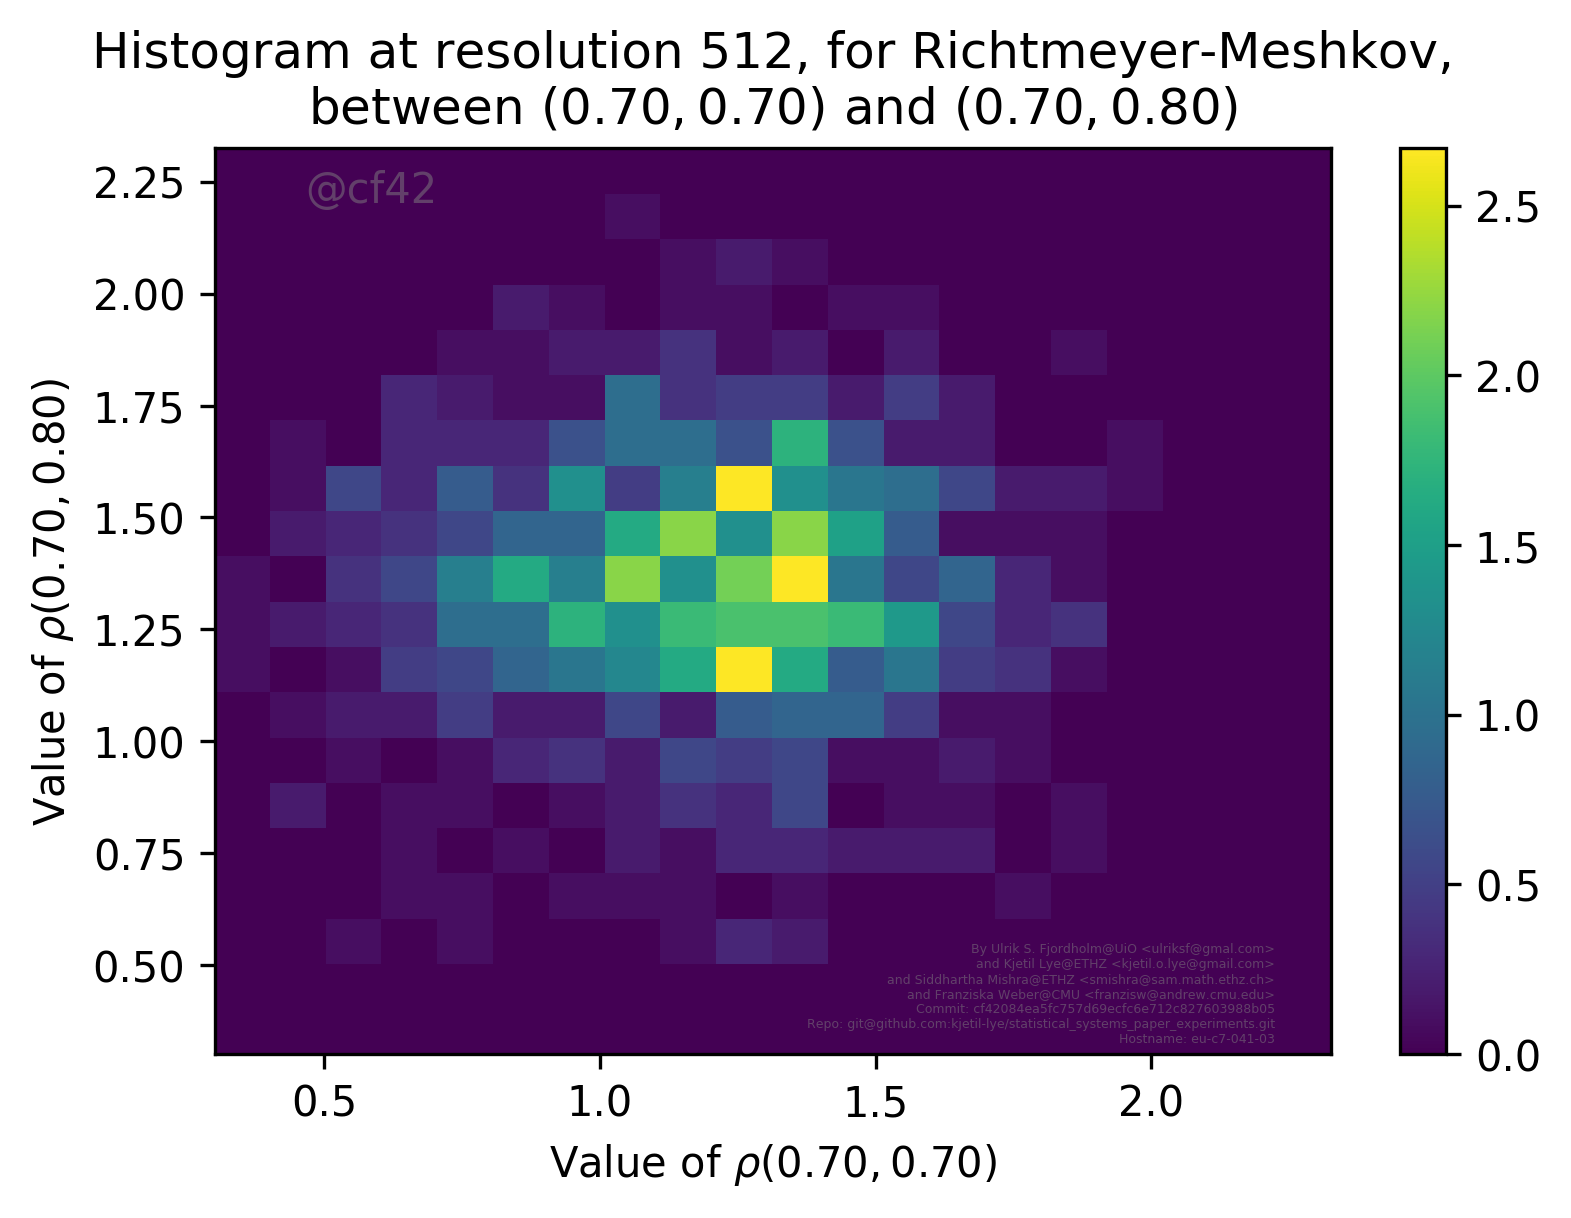 Histogram at resolution 512, for Richtmeyer-Meshkov,
between (0.70, 0.70) and (0.70, 0.80)
@cf42
2.25
2.00
1.75
1.50
1.25
1.00
0.75
0.50
Value of ρ(0.70, 0.80)
0.5
1.0
1.5
2.0
Value of ρ(0.70, 0.70)
2.5
2.0
1.5
1.0
0.5
0.0
By Ulrik S. Fjordholm@UiO <ulriksf@gmal.com>
and Kjetil Lye@ETHZ <kjetil.o.lye@gmail.com>
and Siddhartha Mishra@ETHZ <smishra@sam.math.ethz.ch>
and Franziska Weber@CMU <franzisw@andrew.cmu.edu>
Commit: cf42084ea5fc757d69ecfc6e712c827603988b05
Repo: git@github.com:kjetil-lye/statistical_systems_paper_experiments.git
Hostname: eu-c7-041-03